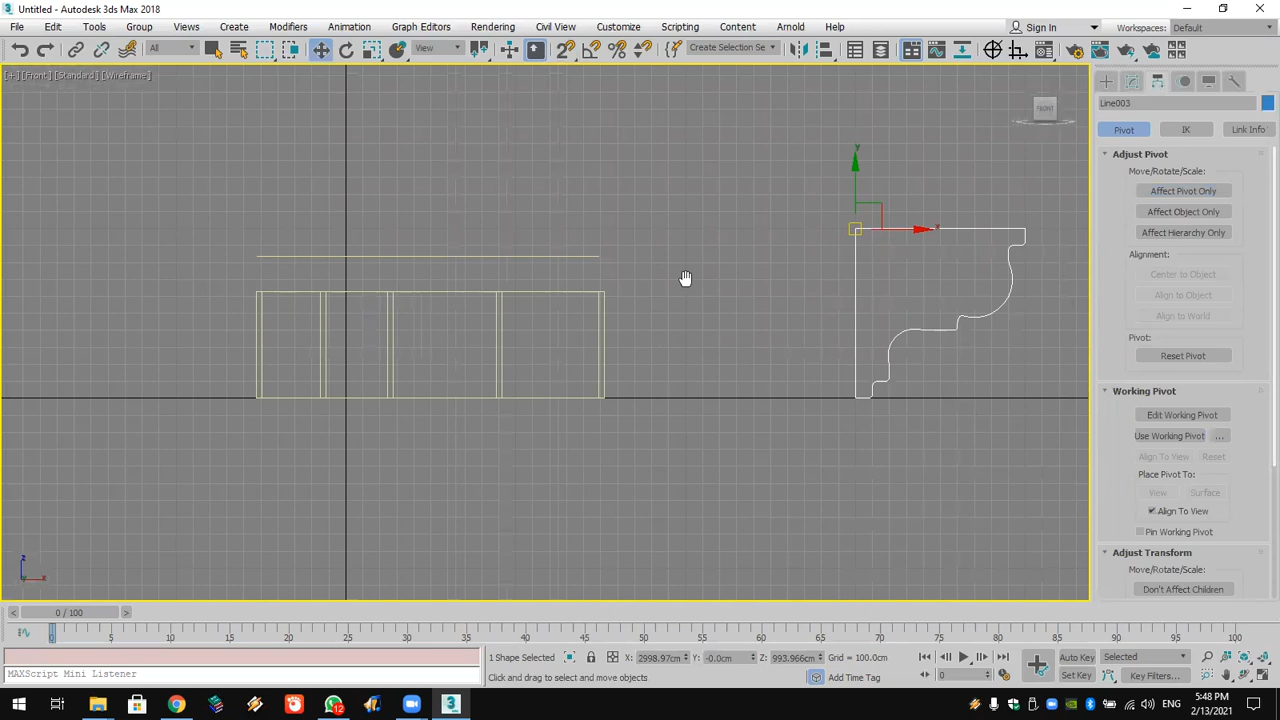 Untitled - Autodesk 3ds Max 2018
File Edit Tools Group Views Create Modifiers Animation Graph Editors Rendering Civil View Customize Scripting Content Arnold Help Sign In Workspaces: Default
All View Create Selection Se
[+] [Front] [Standard] [Wireframe]
FRONT
Line003
Pivot IK Link Info
Adjust Pivot
Move/Rotate/Scale:
Affect Pivot Only
Affect Object Only
Affect Hierarchy Only
Alignment:
Center to Object
Align to Object
Align to World
Pivot:
Reset Pivot
Working Pivot
Edit Working Pivot
Use Working Pivot ...
Align To View Reset
Place Pivot To:
View Surface
Align To View
Pin Working Pivot
Adjust Transform
Move/Rotate/Scale:
Don't Affect Children
y
x
z
x
< 0 / 100 >
0 5 10 15 20 25 30 35 40 45 50 55 60 65 70 75 80 85 90 95 100
1 Shape Selected X: 2998.97cm Y: -0.0cm Z: 993.966cm Grid = 100.0cm Auto Key Selected
MAXScript Mini Listener Click and drag to select and move objects Add Time Tag 0 Set Key Key Filters...
12 3 ENG 5:48 PM
2/13/2021